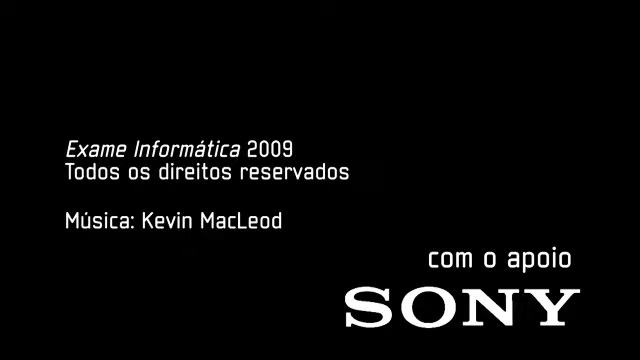 Exame Informática 2009
Todos os direitos reservados
Música: Kevin MacLeod
com o apoio
SONY